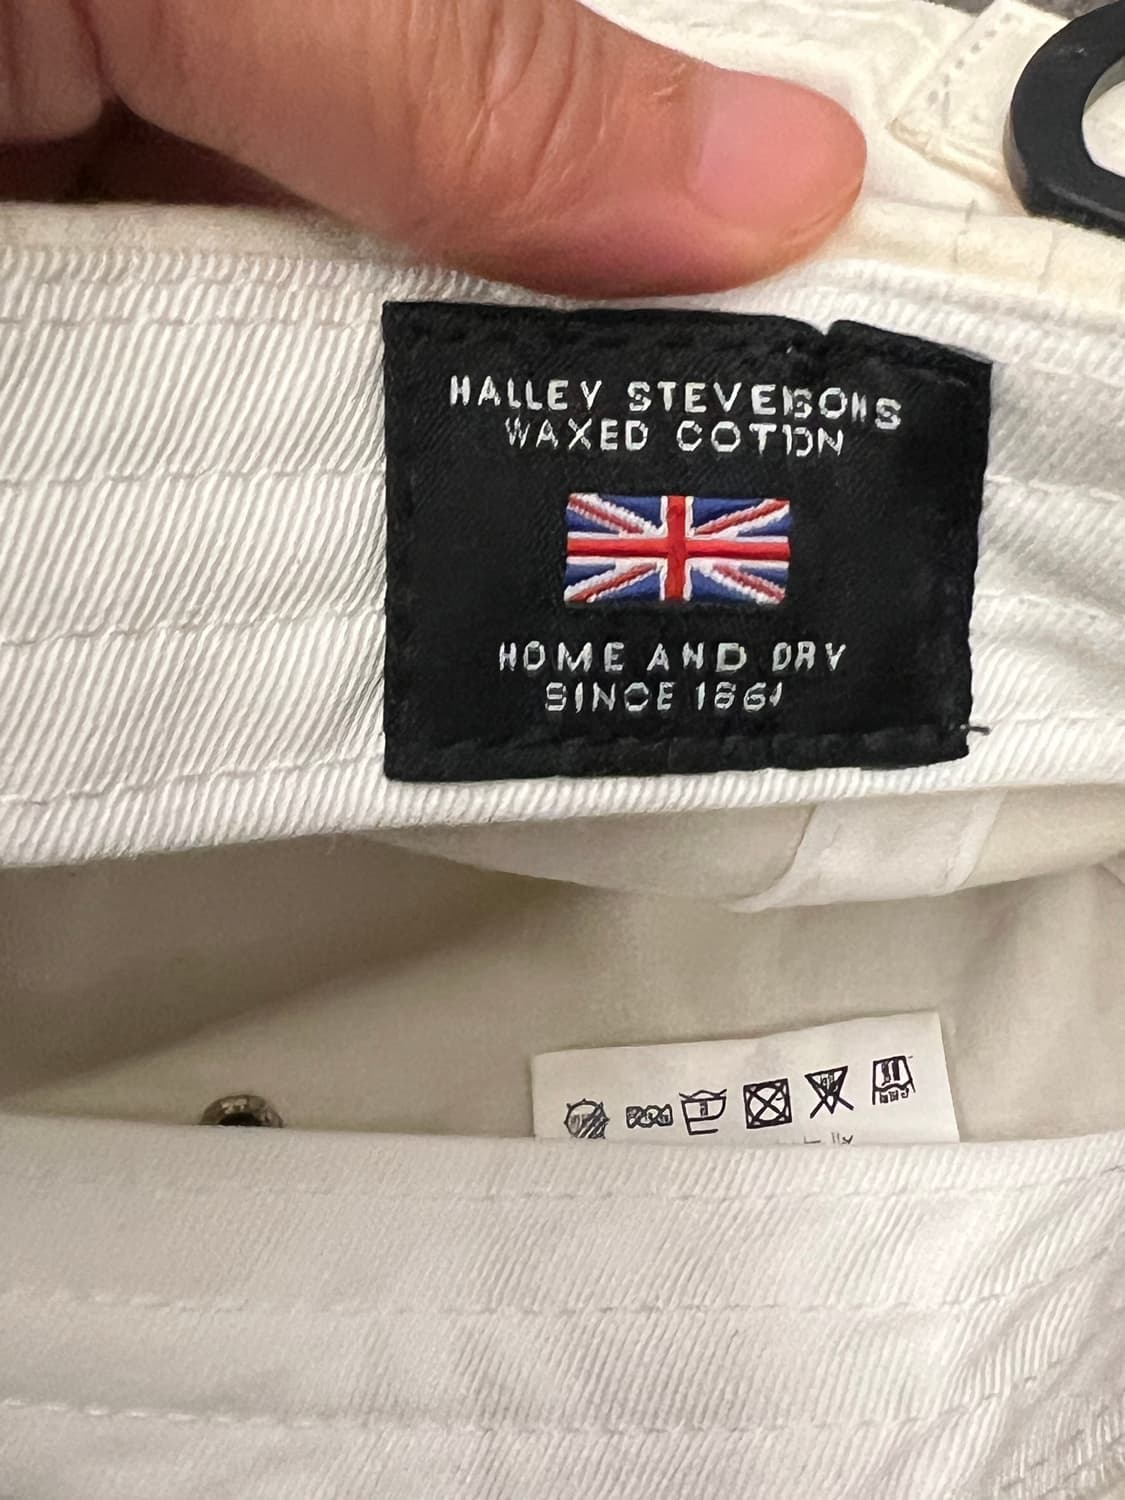 HALLEY STEVENSONS
WAXED COTTON
HOME AND DRY
SINCE 1864